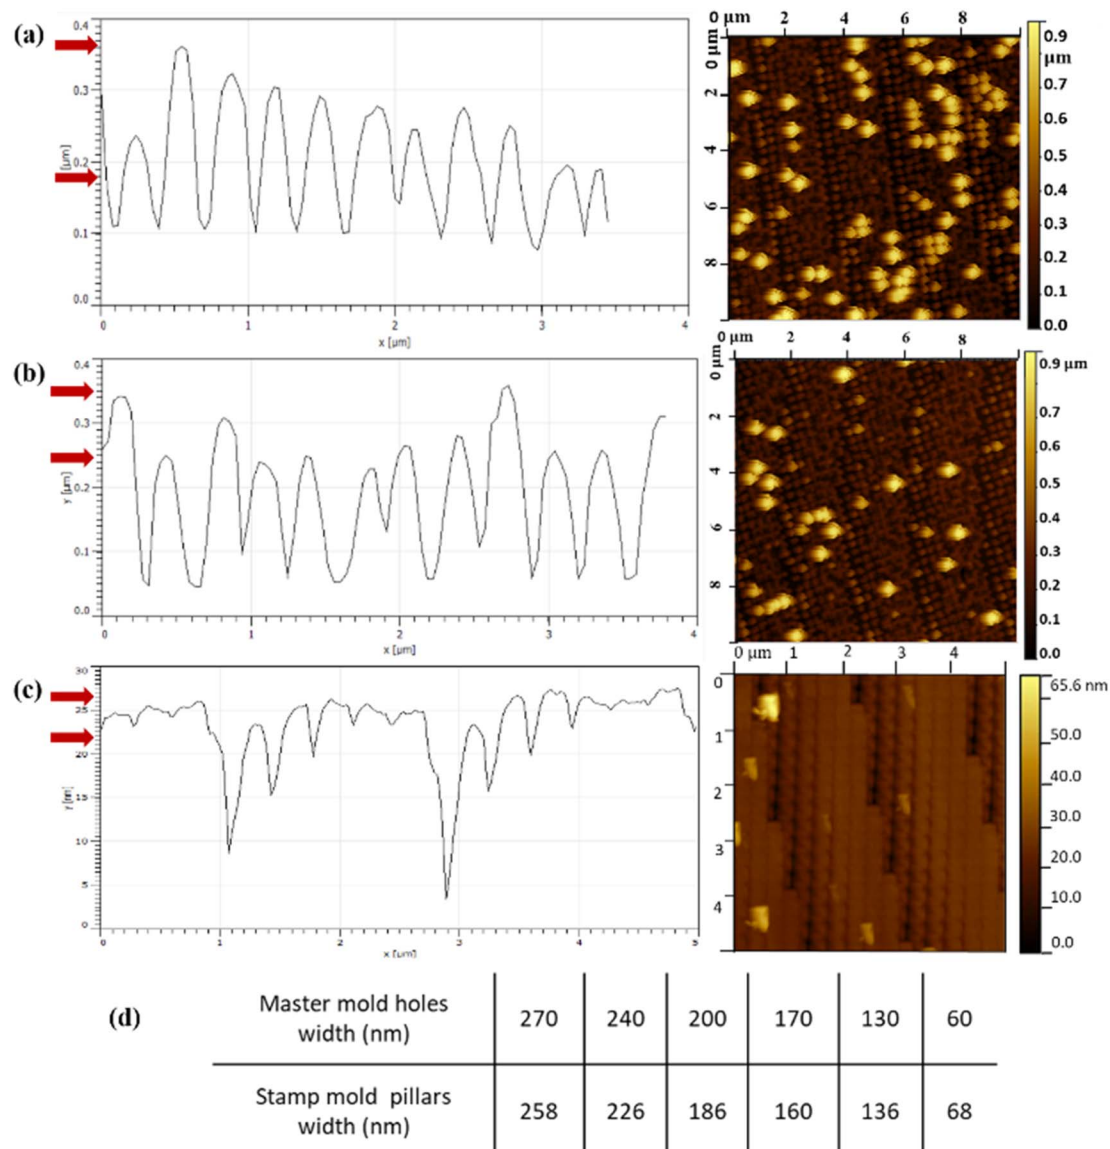 (a)
0.4
0.3
0.2
0.1
0.0
[µm]
0 1 2 3 4
x [µm]
0 µm 2 4 6 8
0 µm
2
4
6
8
0.9
µm
0.7
0.6
0.5
0.4
0.3
0.1
0.0
(b)
0.4
0.3
0.2
0.1
0.0
y [µm]
0 1 2 3 4
x [µm]
0 µm 2 4 6 8
0 µm
2
4
6
8
0.9 µm
0.7
0.6
0.5
0.4
0.3
0.2
0.1
0.0
(c)
30
25
20
15
10
5
0
y [nm]
0 1 2 3 4 5
x [µm]
0 µm 1 2 3 4
0
1
2
3
4
65.6 nm
50.0
40.0
30.0
20.0
10.0
0.0
(d)
Master mold holes
width (nm)
270 240 200 170 130 60
Stamp mold pillars
width (nm)
258 226 186 160 136 68